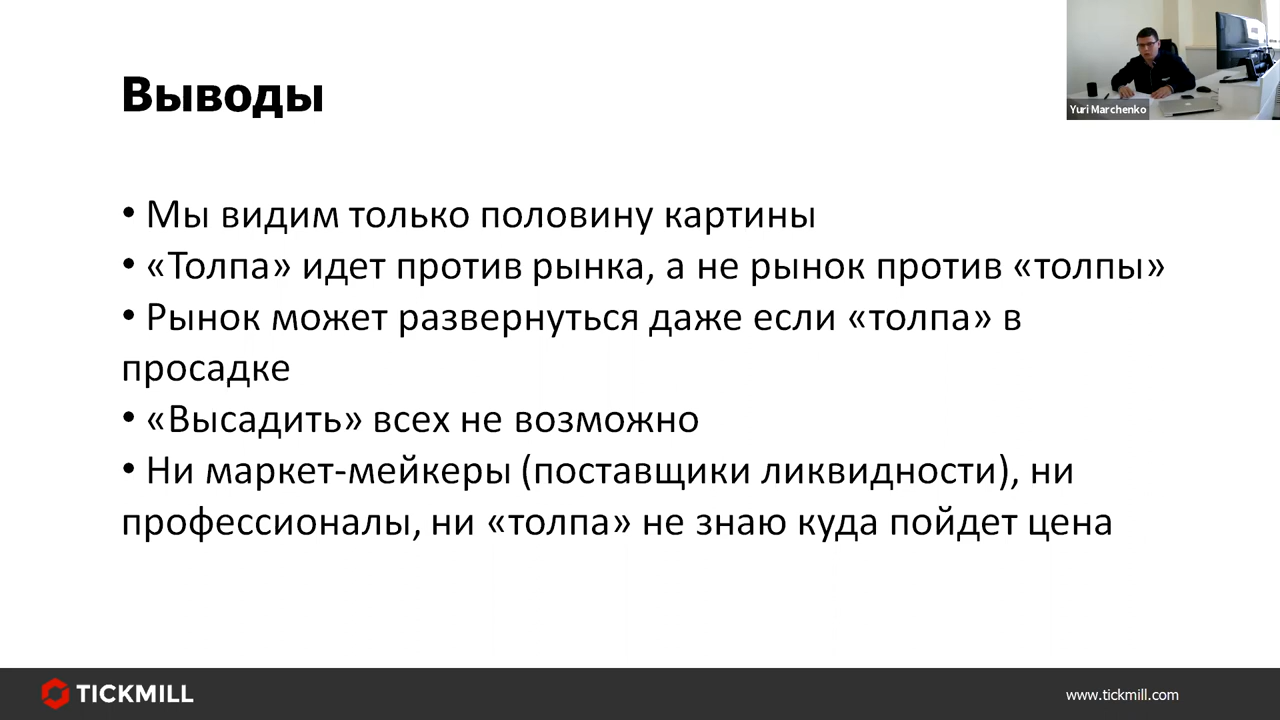 Выводы
Yuri Marchenko
• Мы видим только половину картины
• «Толпа» идет против рынка, а не рынок против «толпы»
• Рынок может развернуться даже если «толпа» в
просадке
• «Высадить» всех не возможно
• Ни маркет-мейкеры (поставщики ликвидности), ни
профессионалы, ни «толпа» не знаю куда пойдет цена
TICKMILL
www.tickmill.com